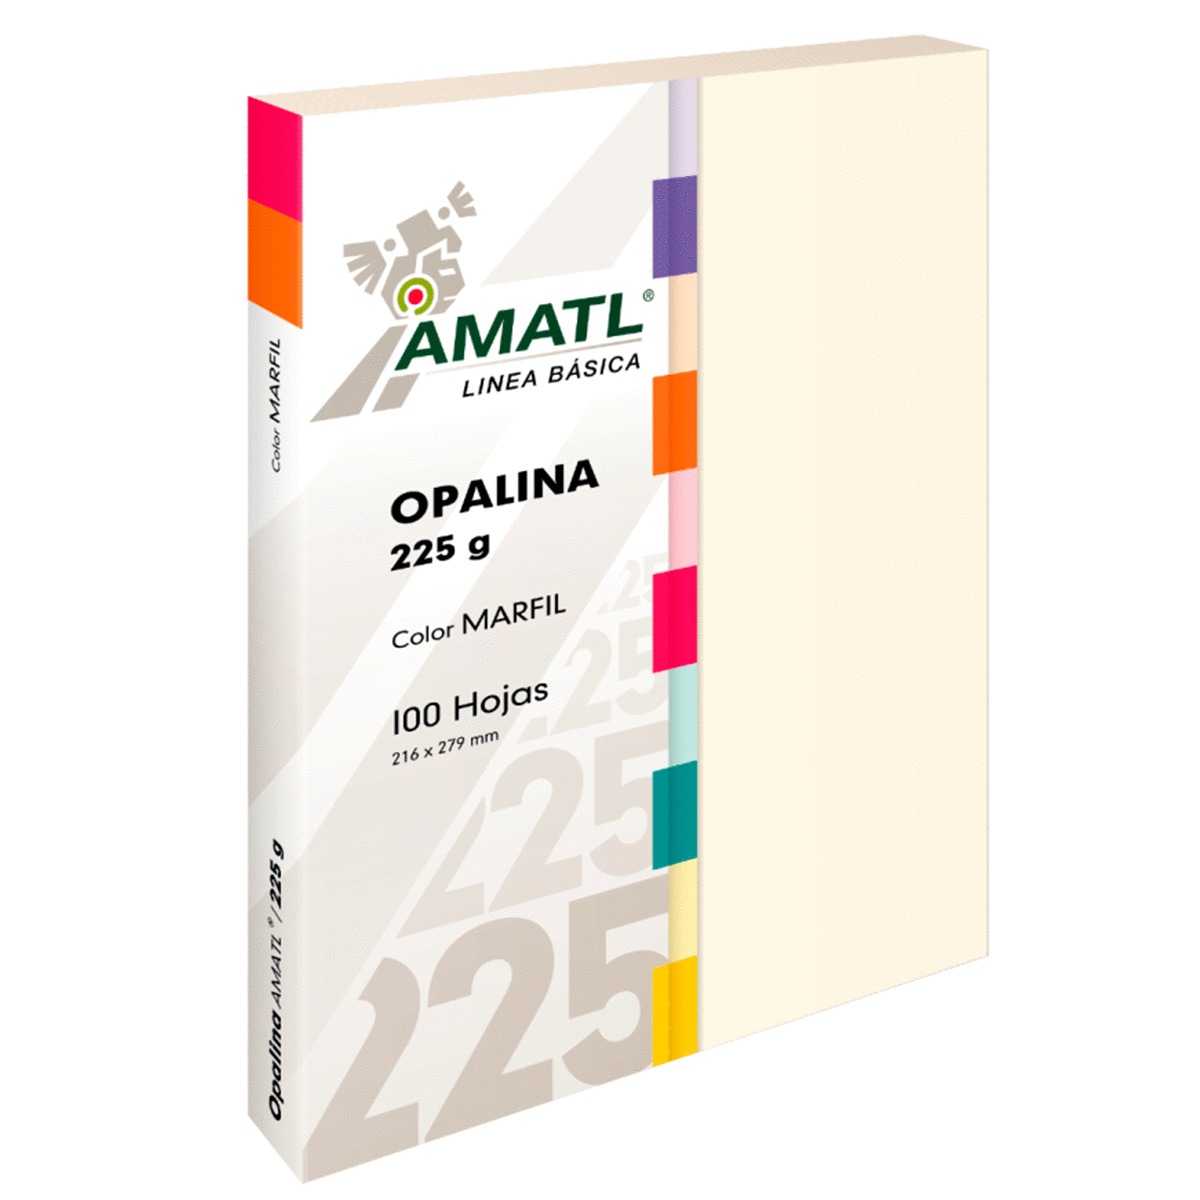 AMATL®
LINEA BÁSICA
OPALINA
225 g
Color MARFIL
100 Hojas
216 x 279 mm
225
225
225
225
Color MARFIL
Opalina AMATL® / 225 g